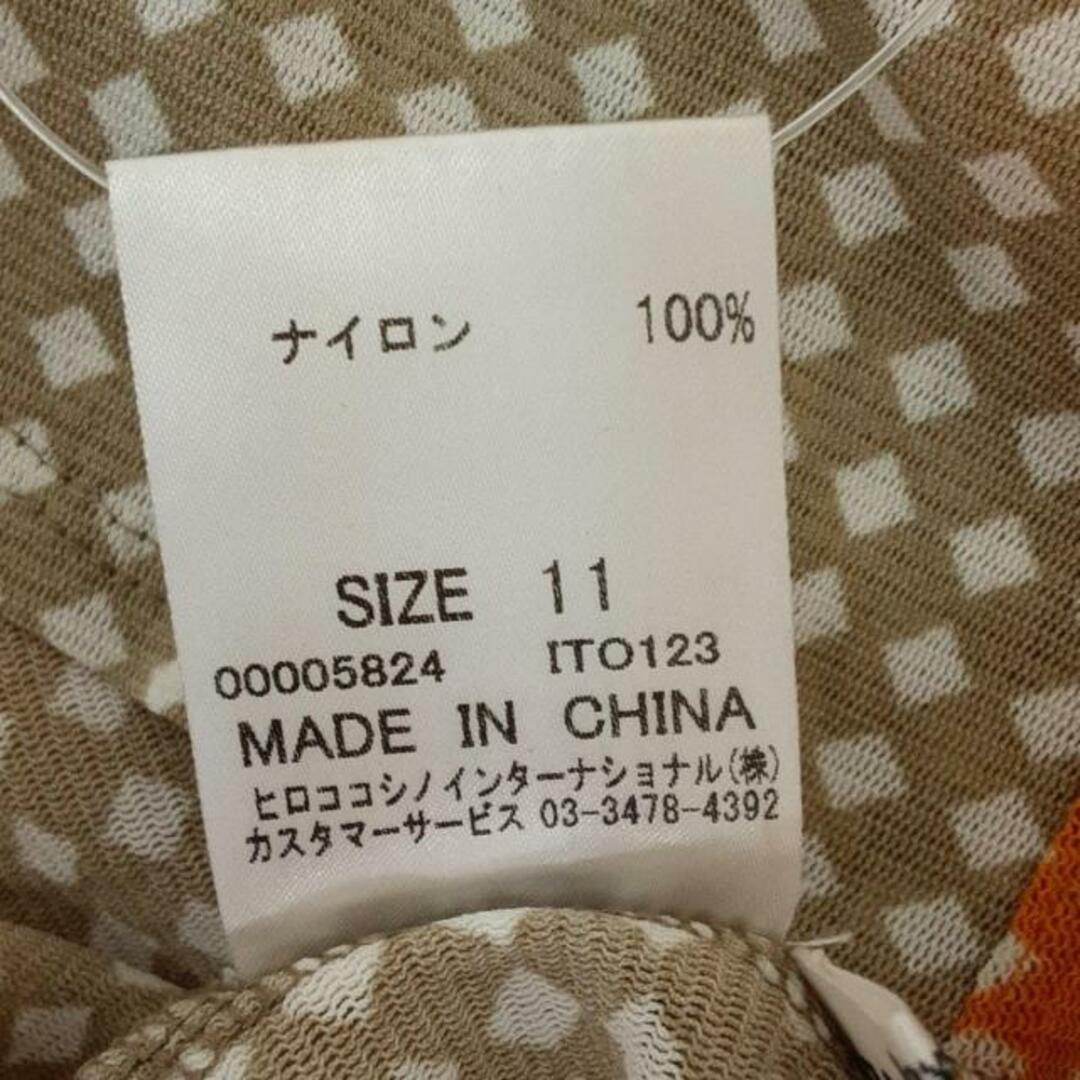 ナイロン 100%
SIZE 11
00005824 ITO123
MADE IN CHINA
ヒロココシノインターナショナル(株)
カスタマーサービス 03-3478-4392